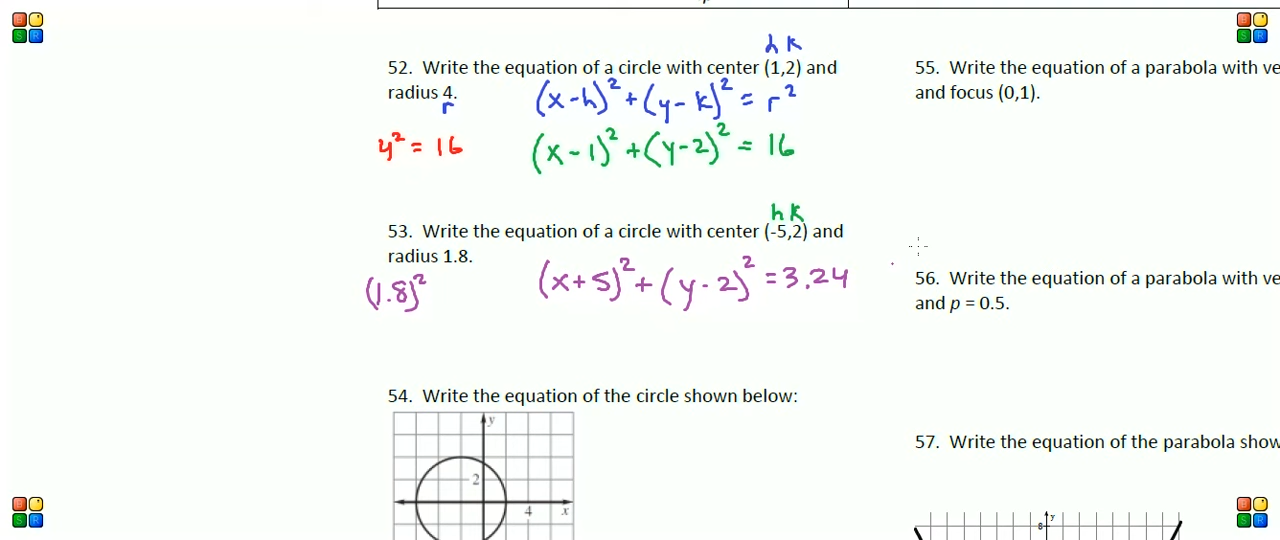 h k
52. Write the equation of a circle with center (1,2) and
radius 4.
r
(x-h)² + (y-k)² = r²
4² = 16
(x-1)² + (y-2)² = 16
h k
53. Write the equation of a circle with center (-5,2) and
radius 1.8.
(1.8)²
(x+5)² + (y-2)² = 3.24
54. Write the equation of the circle shown below:
y
2
4
x
55. Write the equation of a parabola with ve
and focus (0,1).
56. Write the equation of a parabola with ve
and p = 0.5.
57. Write the equation of the parabola show
y
8